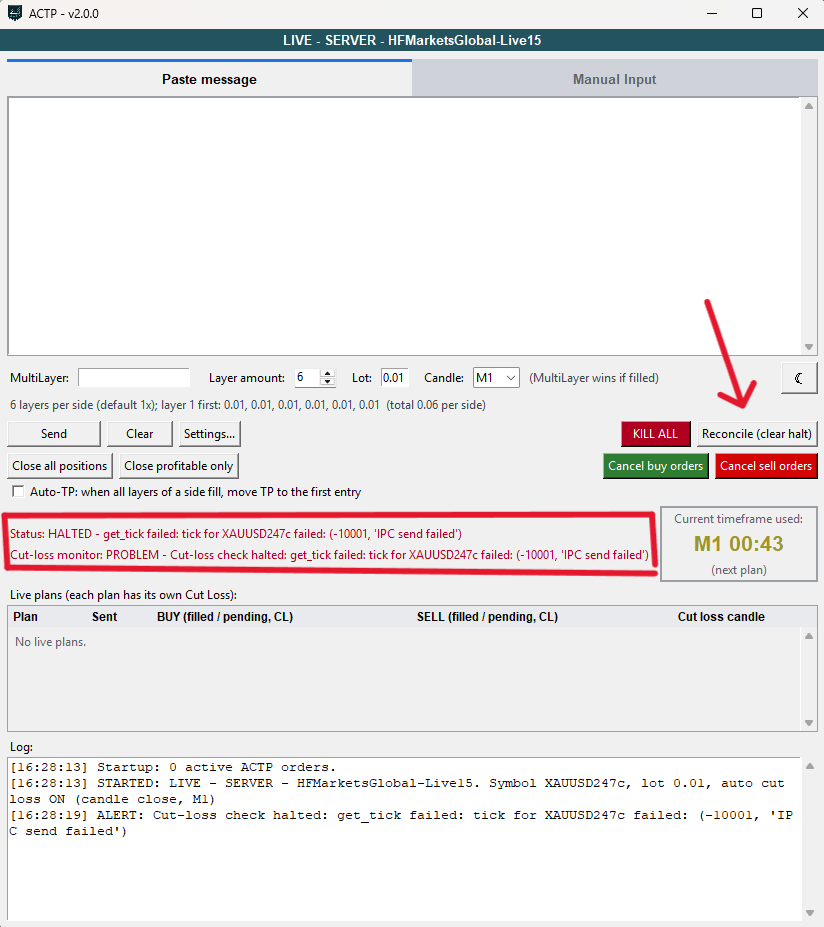 ACTP - v2.0.0
LIVE - SERVER - HFMarketsGlobal-Live15
Paste message
Manual Input
MultiLayer:
Layer amount:
6
Lot:
0.01
Candle:
M1
(MultiLayer wins if filled)
6 layers per side (default 1x); layer 1 first: 0.01, 0.01, 0.01, 0.01, 0.01, 0.01 (total 0.06 per side)
Send
Clear
Settings...
KILL ALL
Reconcile (clear halt)
Close all positions
Close profitable only
Cancel buy orders
Cancel sell orders
Auto-TP: when all layers of a side fill, move TP to the first entry
Status: HALTED - get_tick failed: tick for XAUUSD247c failed: (-10001, 'IPC send failed')
Cut-loss monitor: PROBLEM - Cut-loss check halted: get_tick failed: tick for XAUUSD247c failed: (-10001, 'IPC send failed')
Current timeframe used:
M1 00:43
(next plan)
Live plans (each plan has its own Cut Loss):
Plan
Sent
BUY (filled / pending, CL)
SELL (filled / pending, CL)
Cut loss candle
No live plans.
Log:
[16:28:13] Startup: 0 active ACTP orders.
[16:28:13] STARTED: LIVE - SERVER - HFMarketsGlobal-Live15. Symbol XAUUSD247c, lot 0.01, auto cut
loss ON (candle close, M1)
[16:28:19] ALERT: Cut-loss check halted: get_tick failed: tick for XAUUSD247c failed: (-10001, 'IP
C send failed')